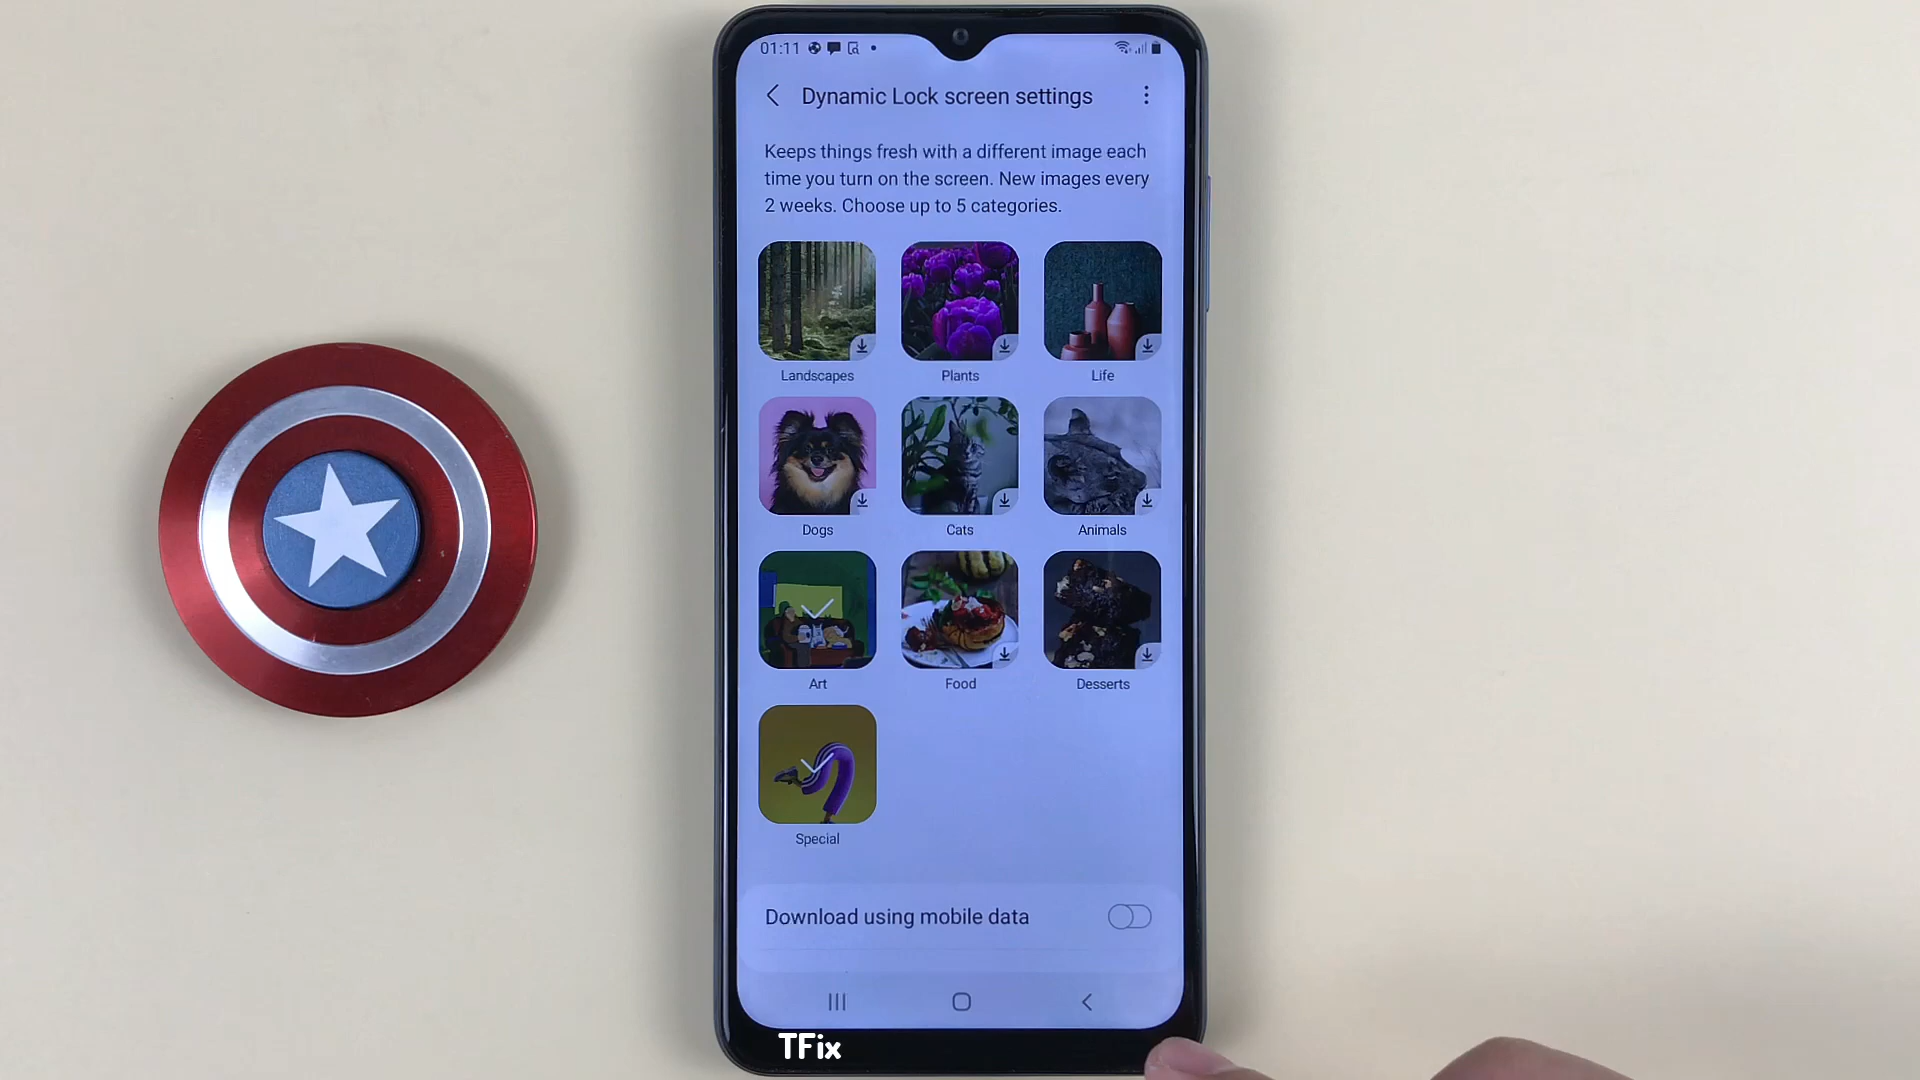 01:11
Dynamic Lock screen settings
Keeps things fresh with a different image each
time you turn on the screen. New images every
2 weeks. Choose up to 5 categories.
Landscapes
Plants
Life
Dogs
Cats
Animals
Art
Food
Desserts
Special
Download using mobile data
TFix